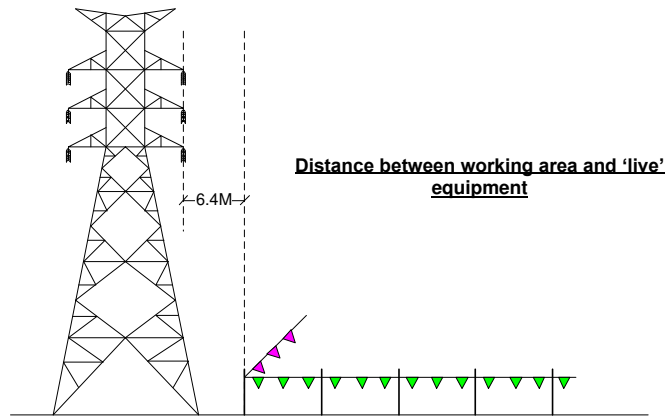 Distance between working area and ‘live’
equipment
6.4M